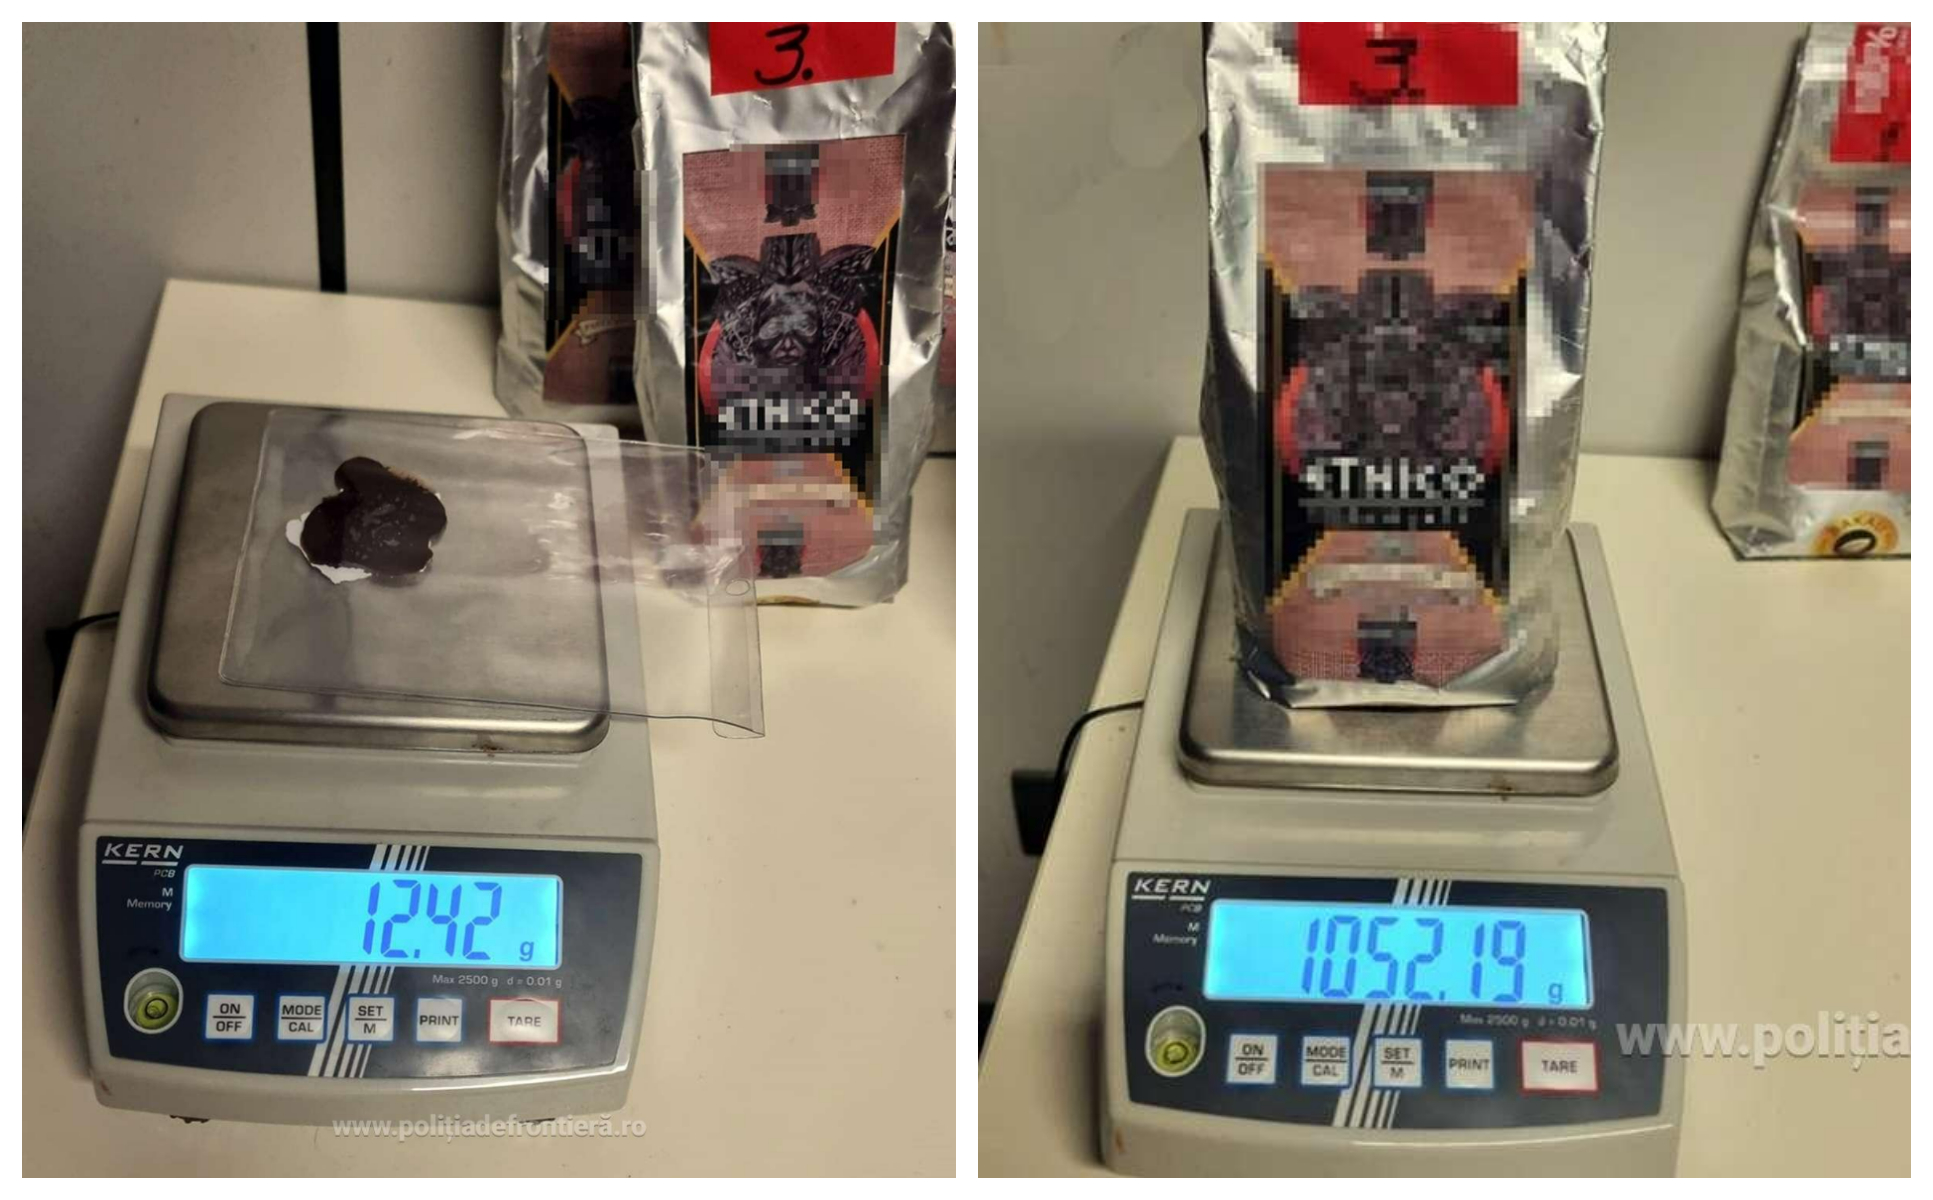 3.
KERN
PCB
M
Memory
12.42 g
Max 2500 g d = 0.01 g
ON
OFF
MODE
CAL
SET
M
PRINT
TARE
www.polițiadefrontieră.ro
3.
KERN
PCB
M
Memory
1052.19 g
Max 2500 g d = 0.01 g
ON
OFF
MODE
CAL
SET
M
PRINT
TARE
www.poliția